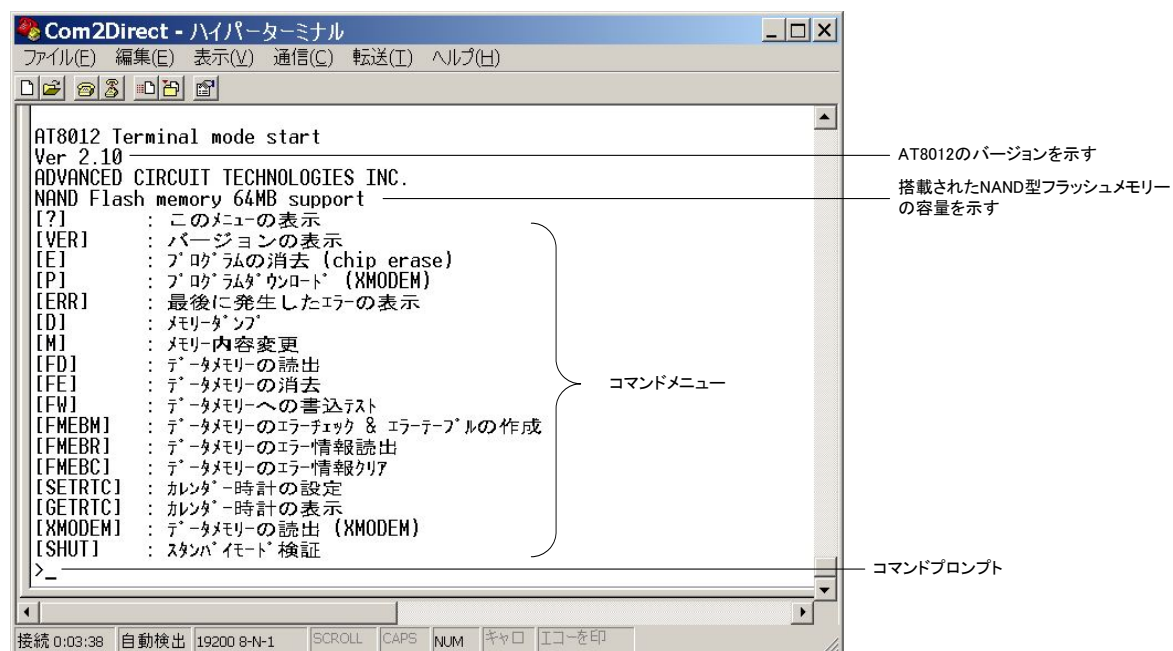 Com2Direct - ハイパーターミナル
ファイル(F) 編集(E) 表示(V) 通信(C) 転送(T) ヘルプ(H)
AT8012 Terminal mode start
Ver 2.10
AT8012のバージョンを示す
ADVANCED CIRCUIT TECHNOLOGIES INC.
NAND Flash memory 64MB support
搭載されたNAND型フラッシュメモリー
の容量を示す
[?] : このﾒﾆｭｰの表示
[VER] : バージョンの表示
[E] : ﾌﾟﾛｸﾞﾗﾑの消去 (chip erase)
[P] : ﾌﾟﾛｸﾞﾗﾑﾀﾞｳﾝﾛｰﾄﾞ (XMODEM)
[ERR] : 最後に発生したｴﾗｰの表示
[D] : ﾒﾓﾘｰﾀﾞﾝﾌﾟ
[M] : ﾒﾓﾘｰ内容変更
[FD] : ﾃﾞｰﾀﾒﾓﾘｰの読出
[FE] : ﾃﾞｰﾀﾒﾓﾘｰの消去
[FW] : ﾃﾞｰﾀﾒﾓﾘｰへの書込ﾃｽﾄ
[FMEBM] : ﾃﾞｰﾀﾒﾓﾘｰのｴﾗｰﾁｪｯｸ & ｴﾗｰﾃｰﾌﾞﾙの作成
[FMEBR] : ﾃﾞｰﾀﾒﾓﾘｰのｴﾗｰ情報読出
[FMEBC] : ﾃﾞｰﾀﾒﾓﾘｰのｴﾗｰ情報ｸﾘｱ
[SETRTC] : ｶﾚﾝﾀﾞｰ時計の設定
[GETRTC] : ｶﾚﾝﾀﾞｰ時計の表示
[XMODEM] : ﾃﾞｰﾀﾒﾓﾘｰの読出 (XMODEM)
[SHUT] : ｽﾀﾝﾊﾞｲﾓｰﾄﾞ検証
コマンドメニュー
>_
コマンドプロンプト
接続 0:03:38 自動検出 19200 8-N-1 SCROLL CAPS NUM キャロ エコーを印